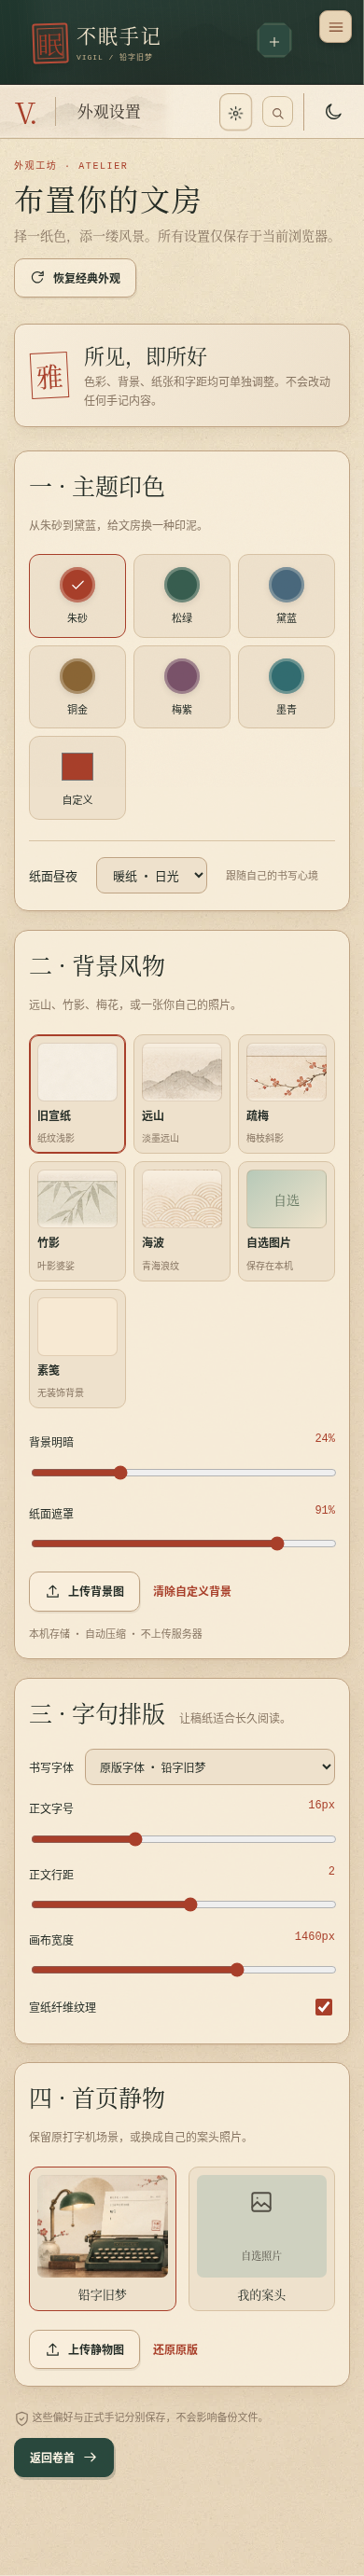 眠
不眠手记
VIGIL / 铅字旧梦
V.
外观设置
外观工坊 · ATELIER
布置你的文房
择一纸色，添一缕风景。所有设置仅保存于当前浏览器。
恢复经典外观
雅
所见，即所好
色彩、背景、纸张和字距均可单独调整。不会改动
任何手记内容。
一 · 主题印色
从朱砂到黛蓝，给文房换一种印泥。
朱砂
松绿
黛蓝
铜金
梅紫
墨青
自定义
纸面昼夜
暖纸 · 日光
跟随自己的书写心境
二 · 背景风物
远山、竹影、梅花，或一张你自己的照片。
旧宣纸
纸纹浅影
远山
淡墨远山
疏梅
梅枝斜影
竹影
叶影婆娑
海波
青海浪纹
自选
自选图片
保存在本机
素笺
无装饰背景
背景明暗
24%
纸面遮罩
91%
上传背景图
清除自定义背景
本机存储 · 自动压缩 · 不上传服务器
三 · 字句排版
让稿纸适合长久阅读。
书写字体
原版字体 · 铅字旧梦
正文字号
16px
正文行距
2
画布宽度
1460px
宣纸纤维纹理
四 · 首页静物
保留原打字机场景，或换成自己的案头照片。
铅字旧梦
自选照片
我的案头
上传静物图
还原原版
这些偏好与正式手记分别保存，不会影响备份文件。
返回卷首